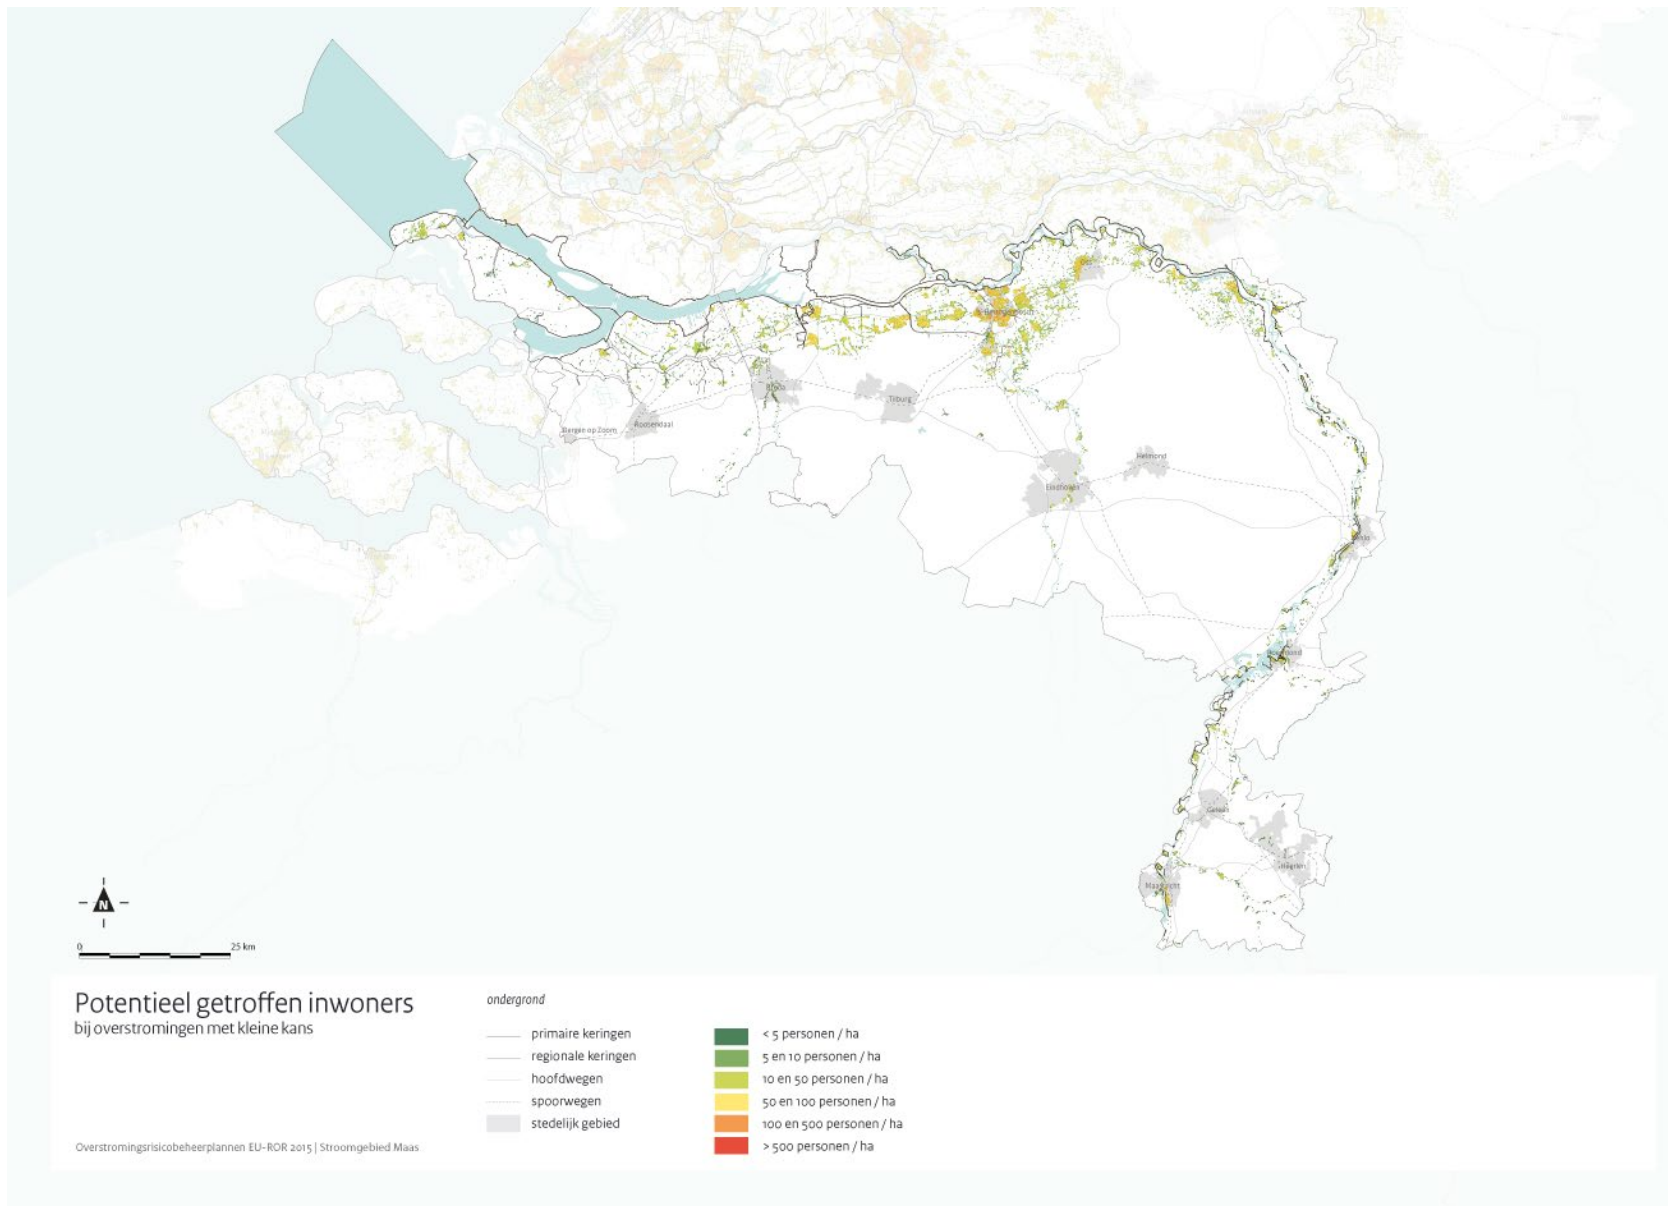 Oss
's-Hertogenbosch
Breda
Tilburg
Bergen op Zoom
Roosendaal
Helmond
Eindhoven
Venlo
Roermond
Geleen
Heerlen
Maastricht
N
0 25 km
Potentieel getroffen inwoners
bij overstromingen met kleine kans
Overstromingsrisicobeheerplannen EU-ROR 2015 | Stroomgebied Maas
ondergrond
primaire keringen
regionale keringen
hoofdwegen
spoorwegen
stedelijk gebied
< 5 personen / ha
5 en 10 personen / ha
10 en 50 personen / ha
50 en 100 personen / ha
100 en 500 personen / ha
> 500 personen / ha